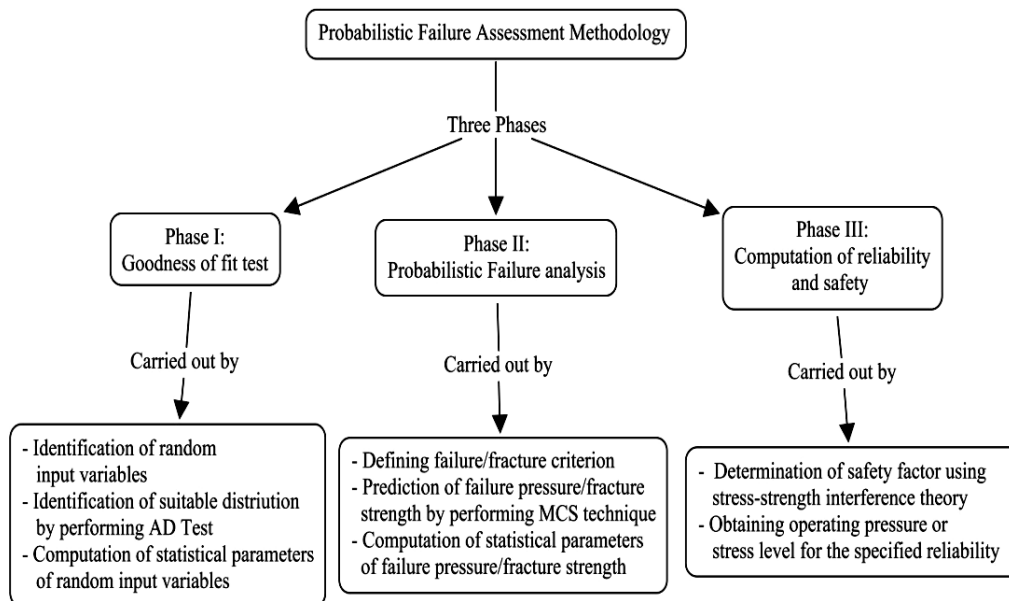 Probabilistic Failure Assessment Methodology
Three Phases
Phase I:
Goodness of fit test
Phase II:
Probabilistic Failure analysis
Phase III:
Computation of reliability
and safety
Carried out by
Carried out by
Carried out by
- Identification of random
input variables
- Identification of suitable distriution
by performing AD Test
- Computation of statistical parameters
of random input variables
- Defining failure/fracture criterion
- Prediction of failure pressure/fracture
strength by performing MCS technique
- Computation of statistical parameters
of failure pressure/fracture strength
- Determination of safety factor using
stress-strength interference theory
- Obtaining operating pressure or
stress level for the specified reliability